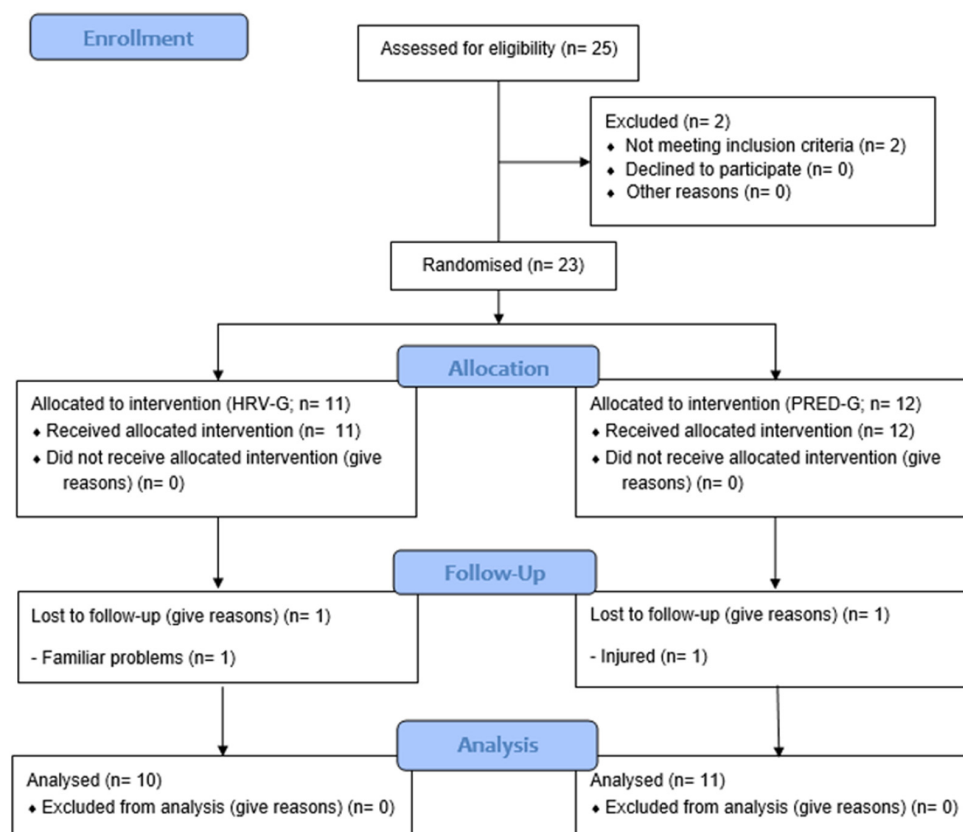 Enrollment
Assessed for eligibility (n= 25)
Excluded (n= 2)
♦ Not meeting inclusion criteria (n= 2)
♦ Declined to participate (n= 0)
♦ Other reasons (n= 0)
Randomised (n= 23)
Allocation
Allocated to intervention (HRV-G; n= 11)
♦ Received allocated intervention (n= 11)
♦ Did not receive allocated intervention (give
reasons) (n= 0)
Allocated to intervention (PRED-G; n= 12)
♦ Received allocated intervention (n= 12)
♦ Did not receive allocated intervention (give
reasons) (n= 0)
Follow-Up
Lost to follow-up (give reasons) (n= 1)
- Familiar problems (n= 1)
Lost to follow-up (give reasons) (n= 1)
- Injured (n= 1)
Analysis
Analysed (n= 10)
♦ Excluded from analysis (give reasons) (n= 0)
Analysed (n= 11)
♦ Excluded from analysis (give reasons) (n= 0)